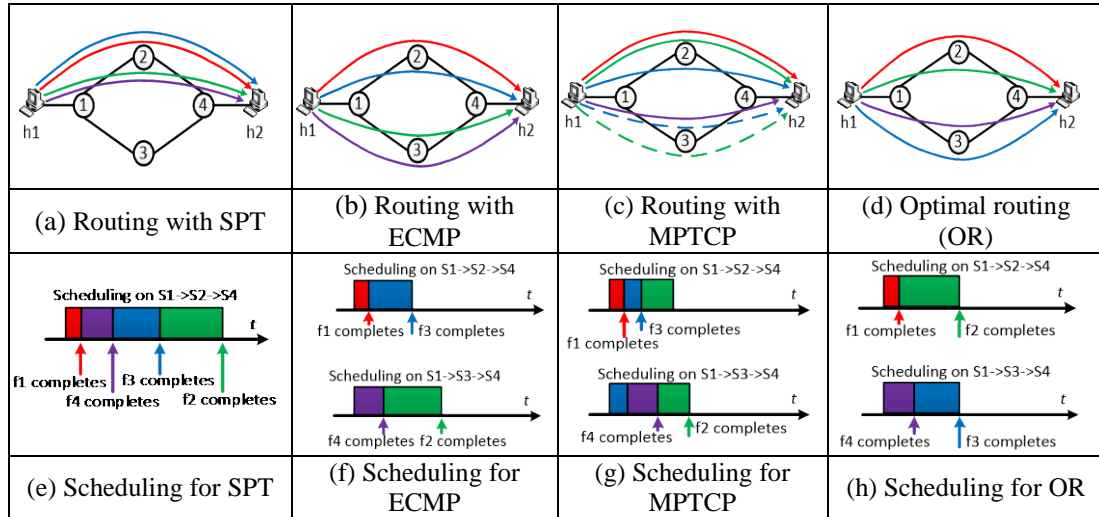 2
1
4
3
h1
h2
2
1
4
3
h1
h2
2
1
4
3
h1
h2
2
1
4
3
h1
h2
(a) Routing with SPT
(b) Routing with
ECMP
(c) Routing with
MPTCP
(d) Optimal routing
(OR)
Scheduling on S1->S2->S4
t
f1 completes
f4 completes
f3 completes
f2 completes
Scheduling on S1->S2->S4
t
f1 completes
f3 completes
Scheduling on S1->S3->S4
t
f4 completes
f2 completes
Scheduling on S1->S2->S4
t
f1 completes
f3 completes
Scheduling on S1->S3->S4
t
f4 completes
f2 completes
Scheduling on S1->S2->S4
t
f1 completes
f2 completes
Scheduling on S1->S3->S4
t
f4 completes
f3 completes
(e) Scheduling for SPT
(f) Scheduling for
ECMP
(g) Scheduling for
MPTCP
(h) Scheduling for OR